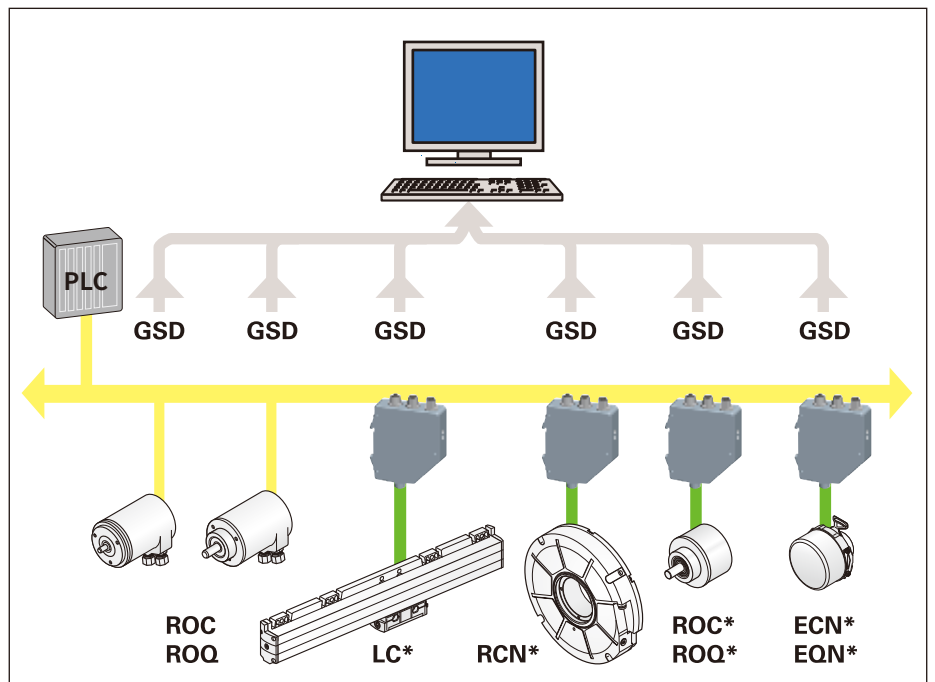 PLC
GSD GSD GSD GSD GSD GSD
ROC
ROQ
LC*
RCN*
ROC*
ROQ*
ECN*
EQN*